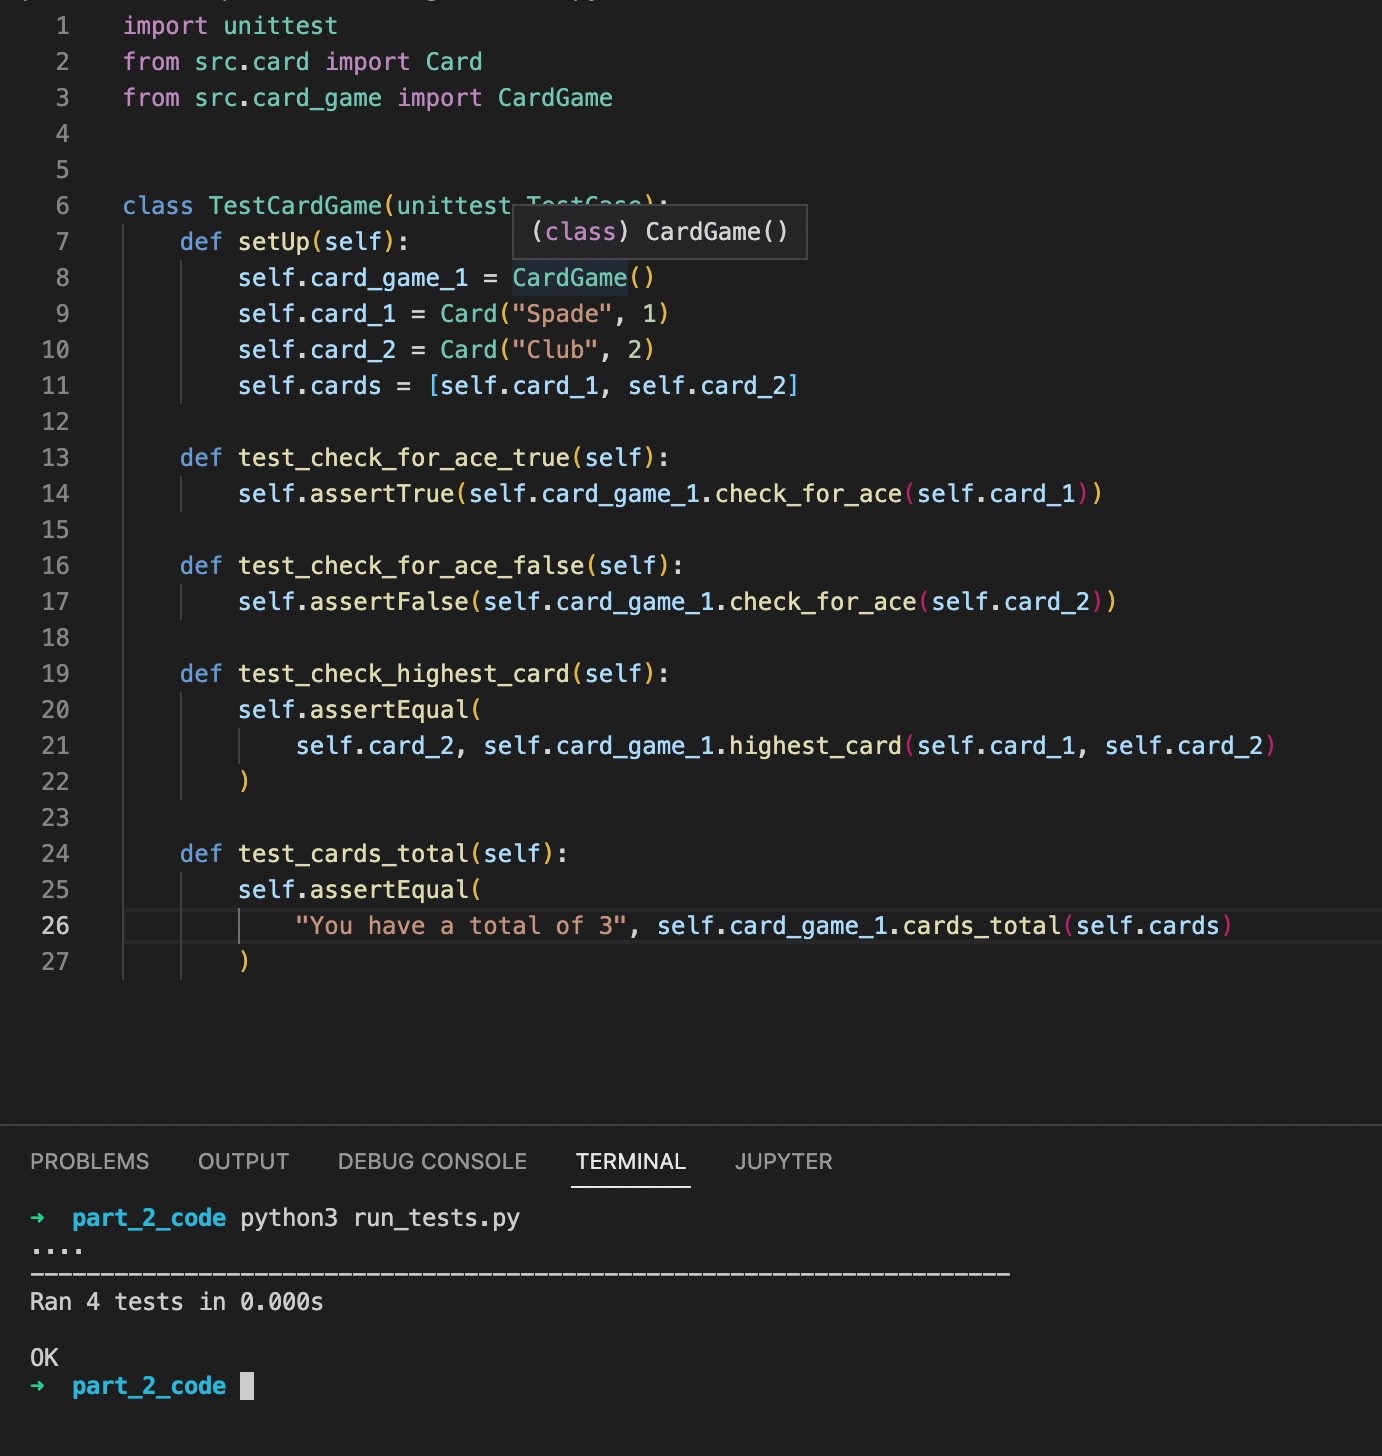 1 import unittest
2 from src.card import Card
3 from src.card_game import CardGame
4
5
6 class TestCardGame(unittest.TestCase):
(class) CardGame()
7     def setUp(self):
8         self.card_game_1 = CardGame()
9         self.card_1 = Card("Spade", 1)
10         self.card_2 = Card("Club", 2)
11         self.cards = [self.card_1, self.card_2]
12
13     def test_check_for_ace_true(self):
14         self.assertTrue(self.card_game_1.check_for_ace(self.card_1))
15
16     def test_check_for_ace_false(self):
17         self.assertFalse(self.card_game_1.check_for_ace(self.card_2))
18
19     def test_check_highest_card(self):
20         self.assertEqual(
21             self.card_2, self.card_game_1.highest_card(self.card_1, self.card_2)
22         )
23
24     def test_cards_total(self):
25         self.assertEqual(
26             "You have a total of 3", self.card_game_1.cards_total(self.cards)
27         )
PROBLEMS OUTPUT DEBUG CONSOLE TERMINAL JUPYTER
➜ part_2_code python3 run_tests.py
....
----------------------------------------------------------------------
Ran 4 tests in 0.000s
OK
➜ part_2_code